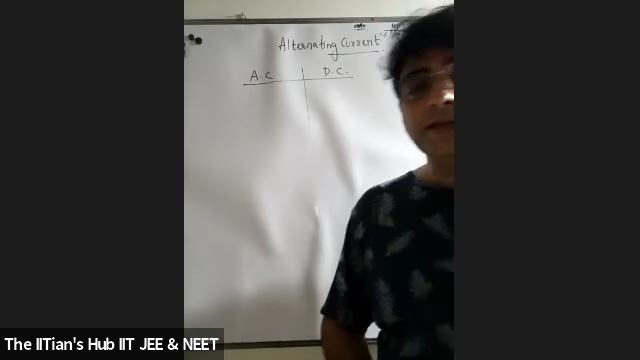 Alternating Current
A.C
D.C.
The IITian's Hub IIT JEE & NEET